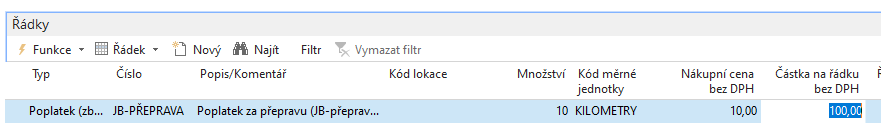 Řádky
Funkce Řádek Nový Najít Filtr Vymazat filtr
Typ Číslo Popis/Komentář Kód lokace Množství Kód měrné jednotky Nákupní cena bez DPH Částka na řádku bez DPH
Poplatek (zb... JB-PŘEPRAVA Poplatek za přepravu (JB-přeprav... 10 KILOMETRY 10,00 100,00